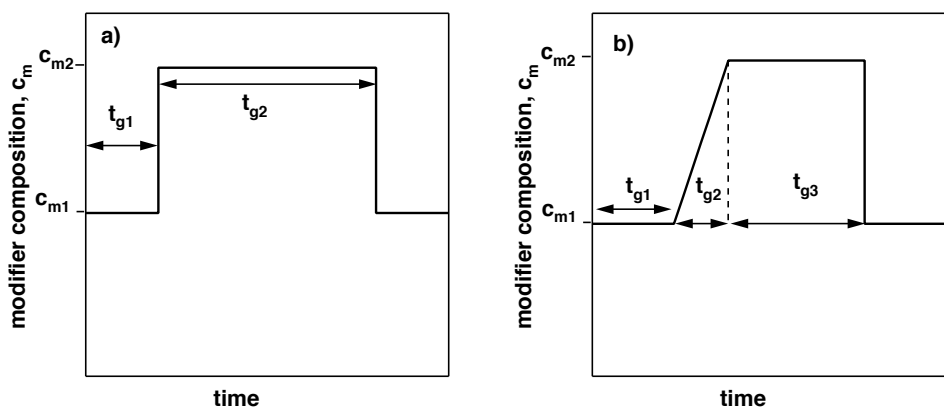 a)
c_m2
t_g2
t_g1
c_m1
modifier composition, c_m
time
b)
c_m2
t_g1
t_g2
t_g3
c_m1
modifier composition, c_m
time